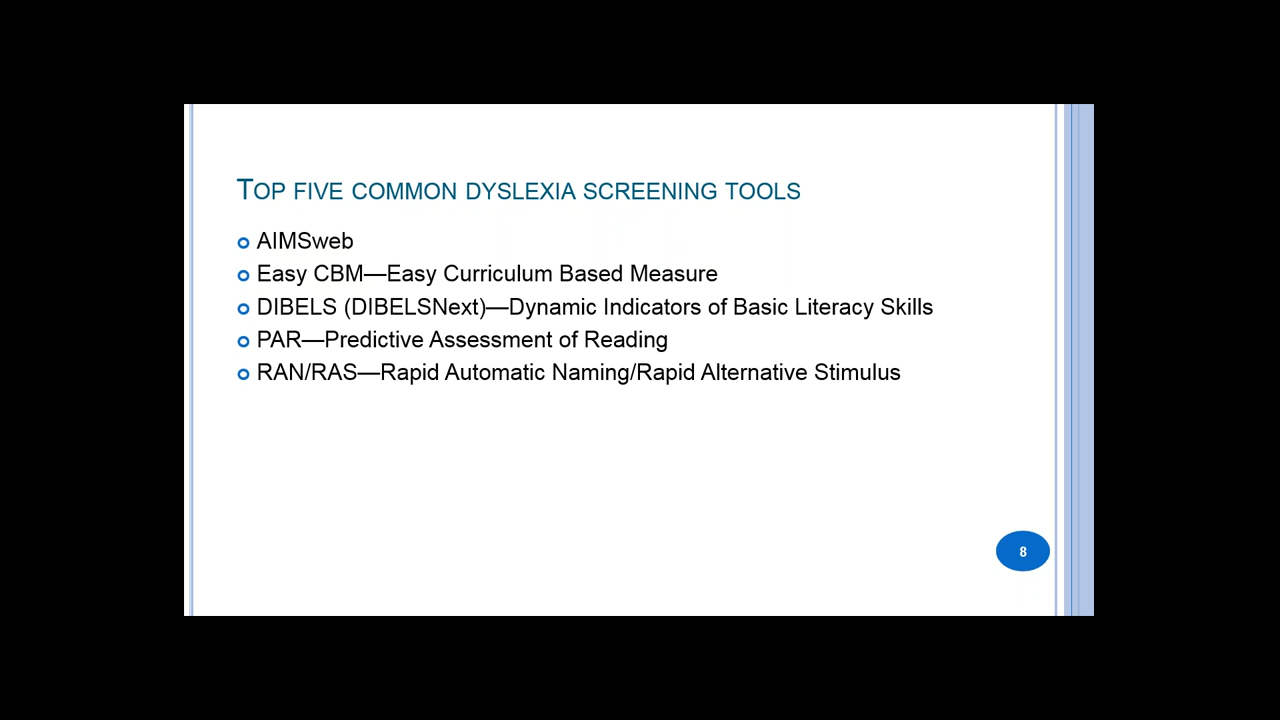 TOP FIVE COMMON DYSLEXIA SCREENING TOOLS
AIMSweb
Easy CBM—Easy Curriculum Based Measure
DIBELS (DIBELSNext)—Dynamic Indicators of Basic Literacy Skills
PAR—Predictive Assessment of Reading
RAN/RAS—Rapid Automatic Naming/Rapid Alternative Stimulus
8